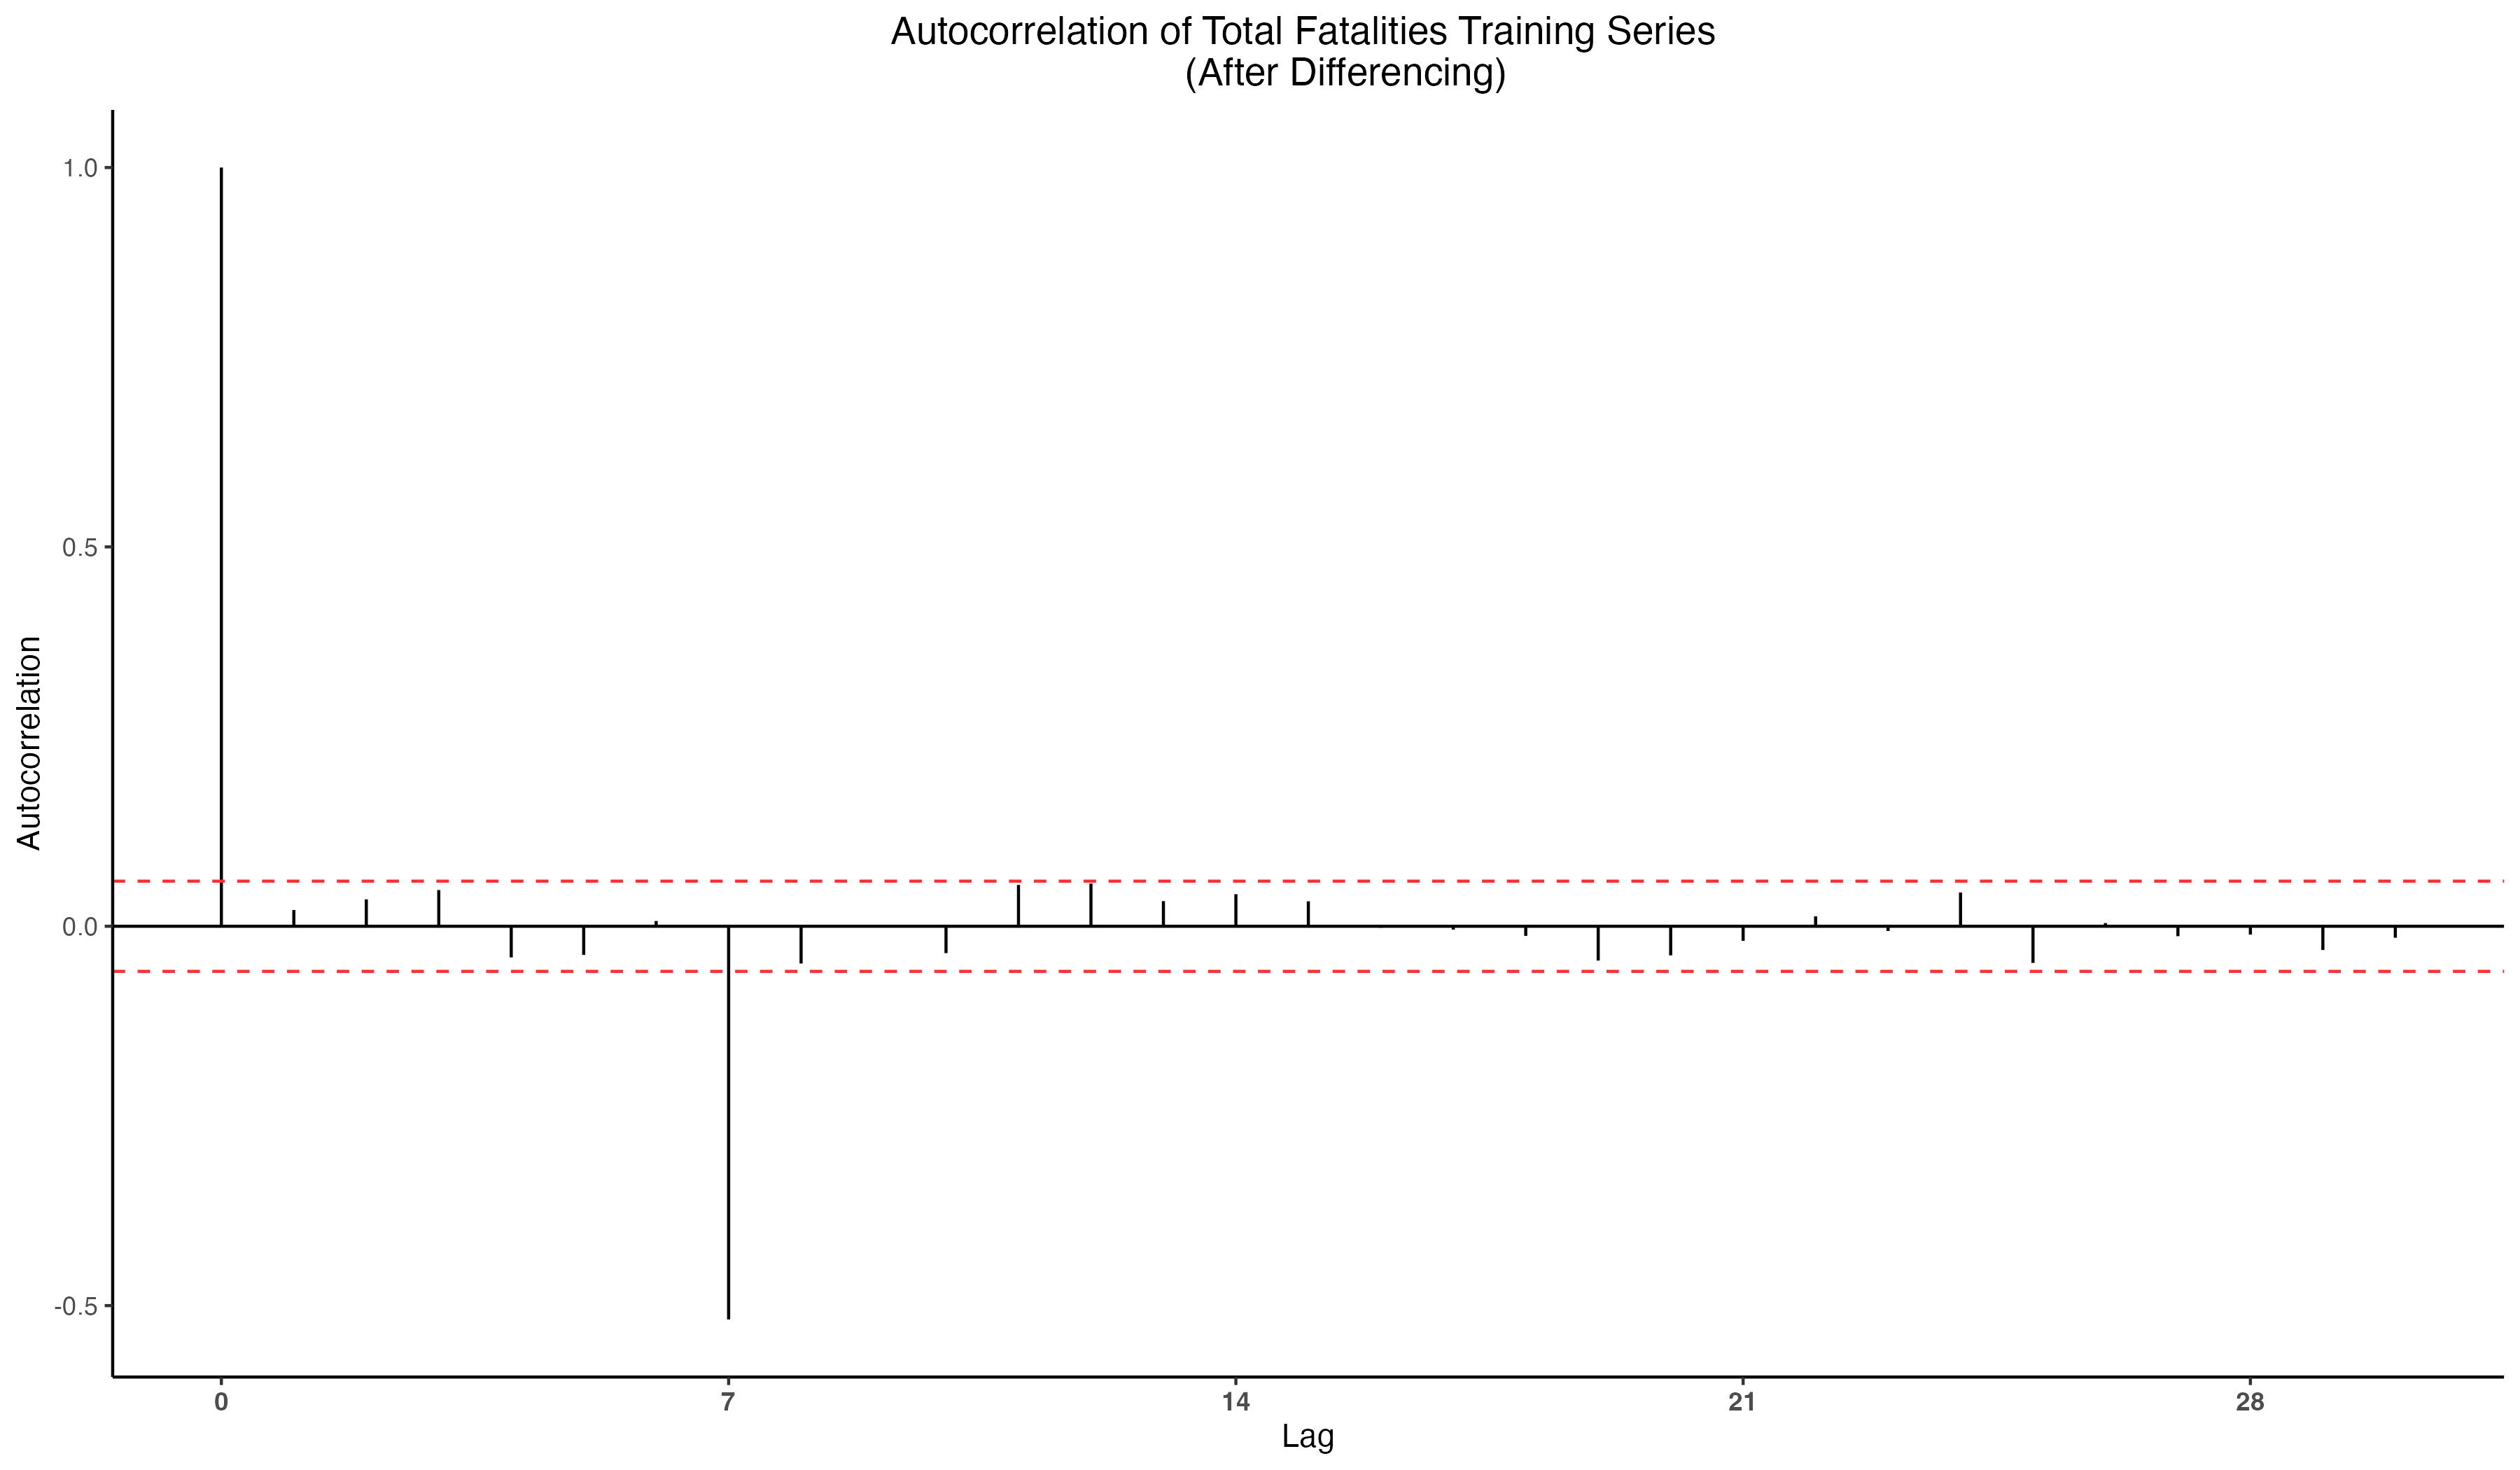 Autocorrelation of Total Fatalities Training Series
(After Differencing)
1.0
0.5
0.0
-0.5
Autocorrelation
0
7
14
21
28
Lag